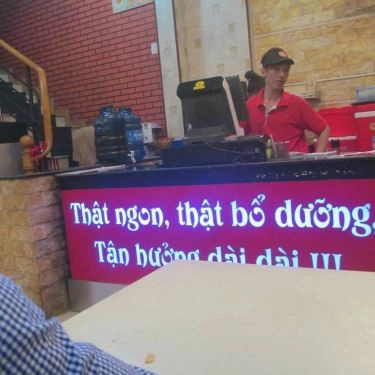 Thật ngon, thật bổ dưỡng,
Tận hưởng dài dài !!!